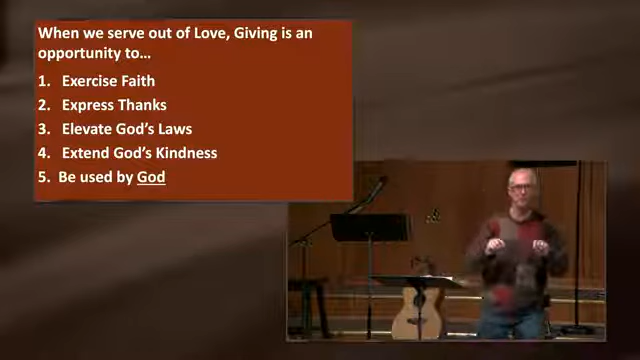 When we serve out of Love, Giving is an
opportunity to…
1. Exercise Faith
2. Express Thanks
3. Elevate God's Laws
4. Extend God's Kindness
5. Be used by God